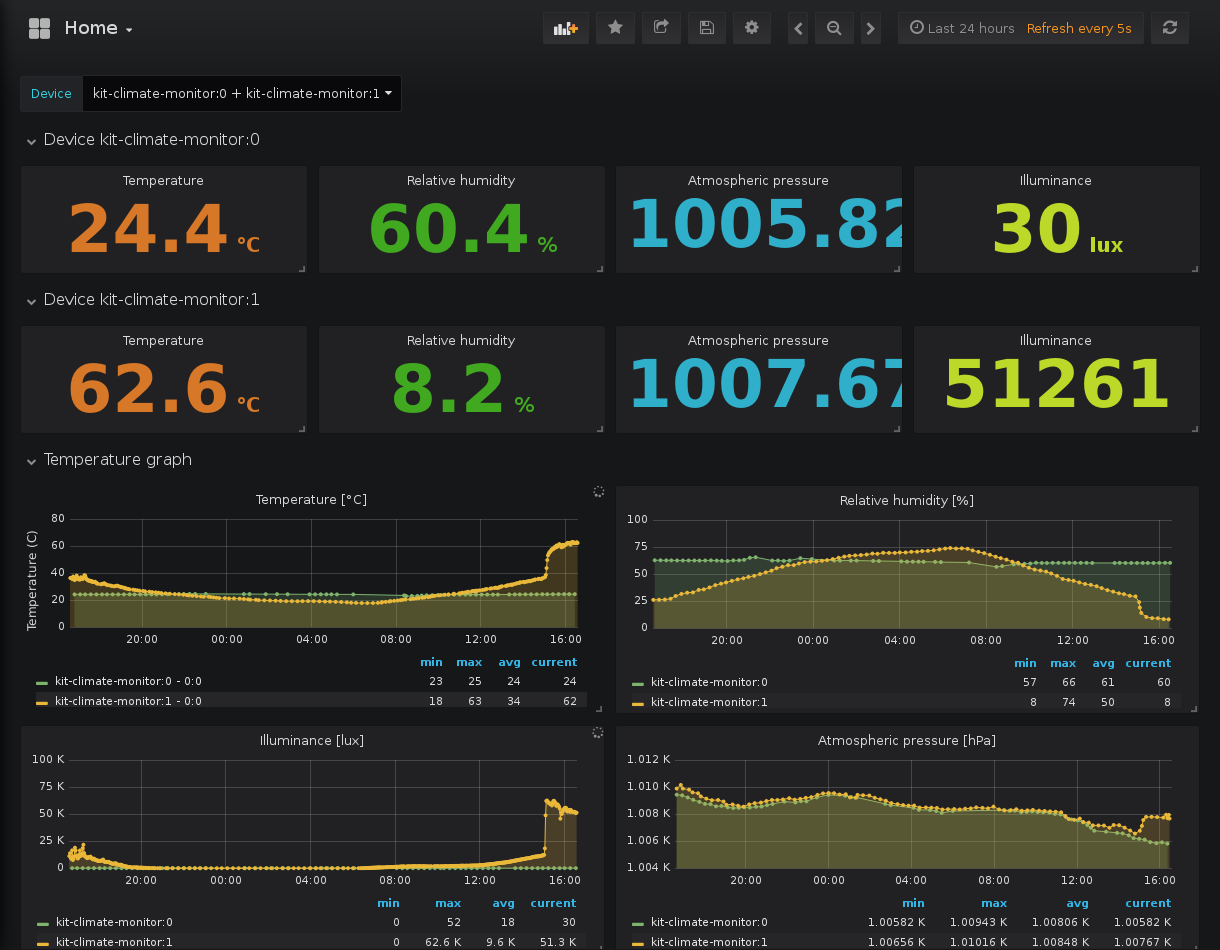 Home
Last 24 hours Refresh every 5s
Device kit-climate-monitor:0 + kit-climate-monitor:1
Device kit-climate-monitor:0
Temperature Relative humidity Atmospheric pressure Illuminance
24.4 °C 60.4 % 1005.82 30 lux
Device kit-climate-monitor:1
Temperature Relative humidity Atmospheric pressure Illuminance
62.6 °C 8.2 % 1007.67 51261
Temperature graph
Temperature [°C]
Temperature (C)
80
60
40
20
0
20:00 00:00 04:00 08:00 12:00 16:00
min max avg current
kit-climate-monitor:0 - 0:0 23 25 24 24
kit-climate-monitor:1 - 0:0 18 63 34 62
Relative humidity [%]
100
75
50
25
0
20:00 00:00 04:00 08:00 12:00 16:00
min max avg current
kit-climate-monitor:0 57 66 61 60
kit-climate-monitor:1 8 74 50 8
Illuminance [lux]
100 K
75 K
50 K
25 K
0
20:00 00:00 04:00 08:00 12:00 16:00
min max avg current
kit-climate-monitor:0 0 52 18 30
kit-climate-monitor:1 0 62.6 K 9.6 K 51.3 K
Atmospheric pressure [hPa]
1.012 K
1.010 K
1.008 K
1.006 K
1.004 K
20:00 00:00 04:00 08:00 12:00 16:00
min max avg current
kit-climate-monitor:0 1.00582 K 1.00943 K 1.00806 K 1.00582 K
kit-climate-monitor:1 1.00656 K 1.01016 K 1.00848 K 1.00767 K